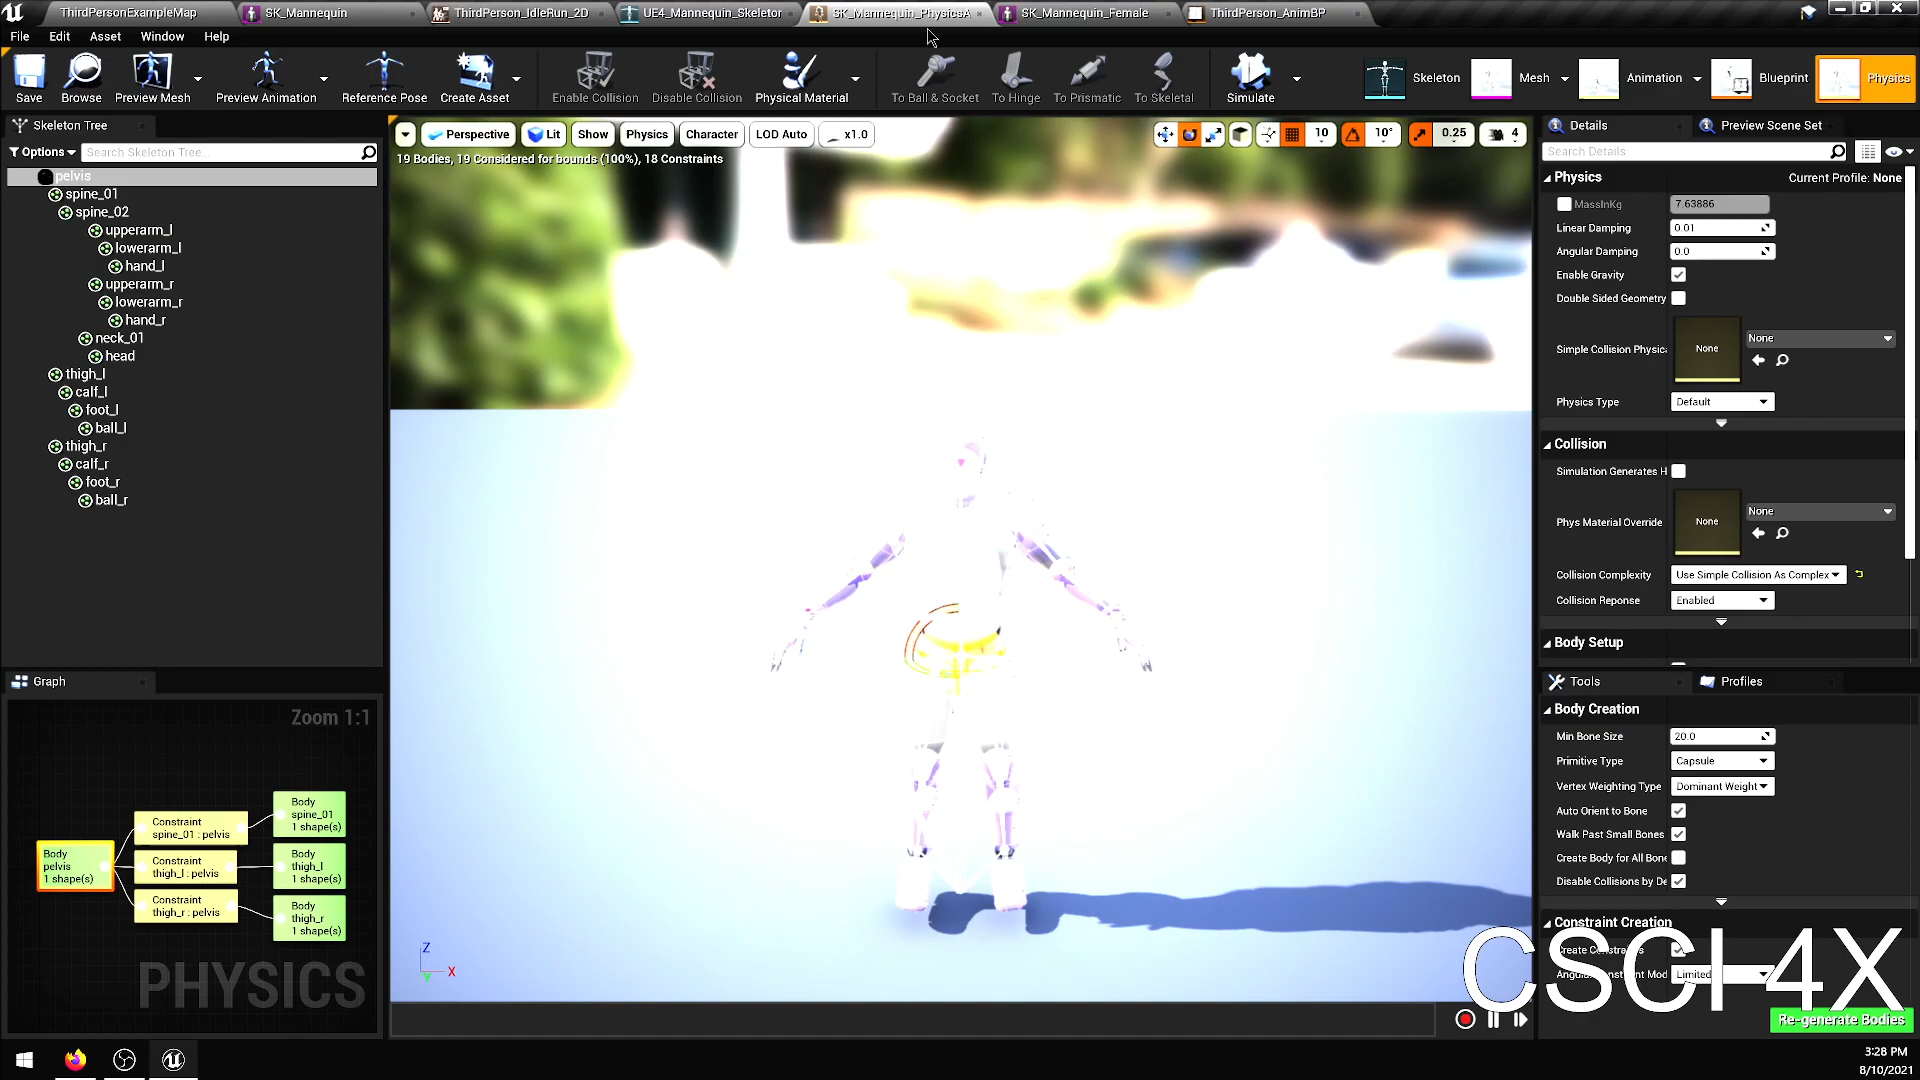 ThirdPersonExampleMap
SK_Mannequin
ThirdPerson_IdleRun_2D
UE4_Mannequin_Skeletor
SK_Mannequin_PhysicsA
SK_Mannequin_Female
ThirdPerson_AnimBP
File Edit Asset Window Help
Save
Browse
Preview Mesh
Preview Animation
Reference Pose
Create Asset
Enable Collision
Disable Collision
Physical Material
To Ball & Socket
To Hinge
To Prismatic
To Skeletal
Simulate
Skeleton
Mesh
Animation
Blueprint
Physics
Skeleton Tree
Options
Search Skeleton Tree...
pelvis
spine_01
spine_02
upperarm_l
lowerarm_l
hand_l
upperarm_r
lowerarm_r
hand_r
neck_01
head
thigh_l
calf_l
foot_l
ball_l
thigh_r
calf_r
foot_r
ball_r
Perspective
Lit
Show
Physics
Character
LOD Auto
x1.0
10
10°
0.25
4
19 Bodies, 19 Considered for bounds (100%), 18 Constraints
Z
X
Y
Graph
Zoom 1:1
Body
pelvis
1 shape(s)
Constraint
spine_01 : pelvis
Constraint
thigh_l : pelvis
Constraint
thigh_r : pelvis
Body
spine_01
1 shape(s)
Body
thigh_l
1 shape(s)
Body
thigh_r
1 shape(s)
PHYSICS
Details
Preview Scene Set
Search Details
Physics
Current Profile: None
MassInKg 7.63886
Linear Damping 0.01
Angular Damping 0.0
Enable Gravity
Double Sided Geometry
Simple Collision Physica
None
None
Physics Type Default
Collision
Simulation Generates H
Phys Material Override
None
None
Collision Complexity Use Simple Collision As Complex
Collision Reponse Enabled
Body Setup
Tools
Profiles
Body Creation
Min Bone Size 20.0
Primitive Type Capsule
Vertex Weighting Type Dominant Weight
Auto Orient to Bone
Walk Past Small Bones
Create Body for All Bone
Disable Collisions by De
Constraint Creation
Create Constraints
Limited
CSCI 4X
Re-generate Bodies
3:28 PM
8/10/2021